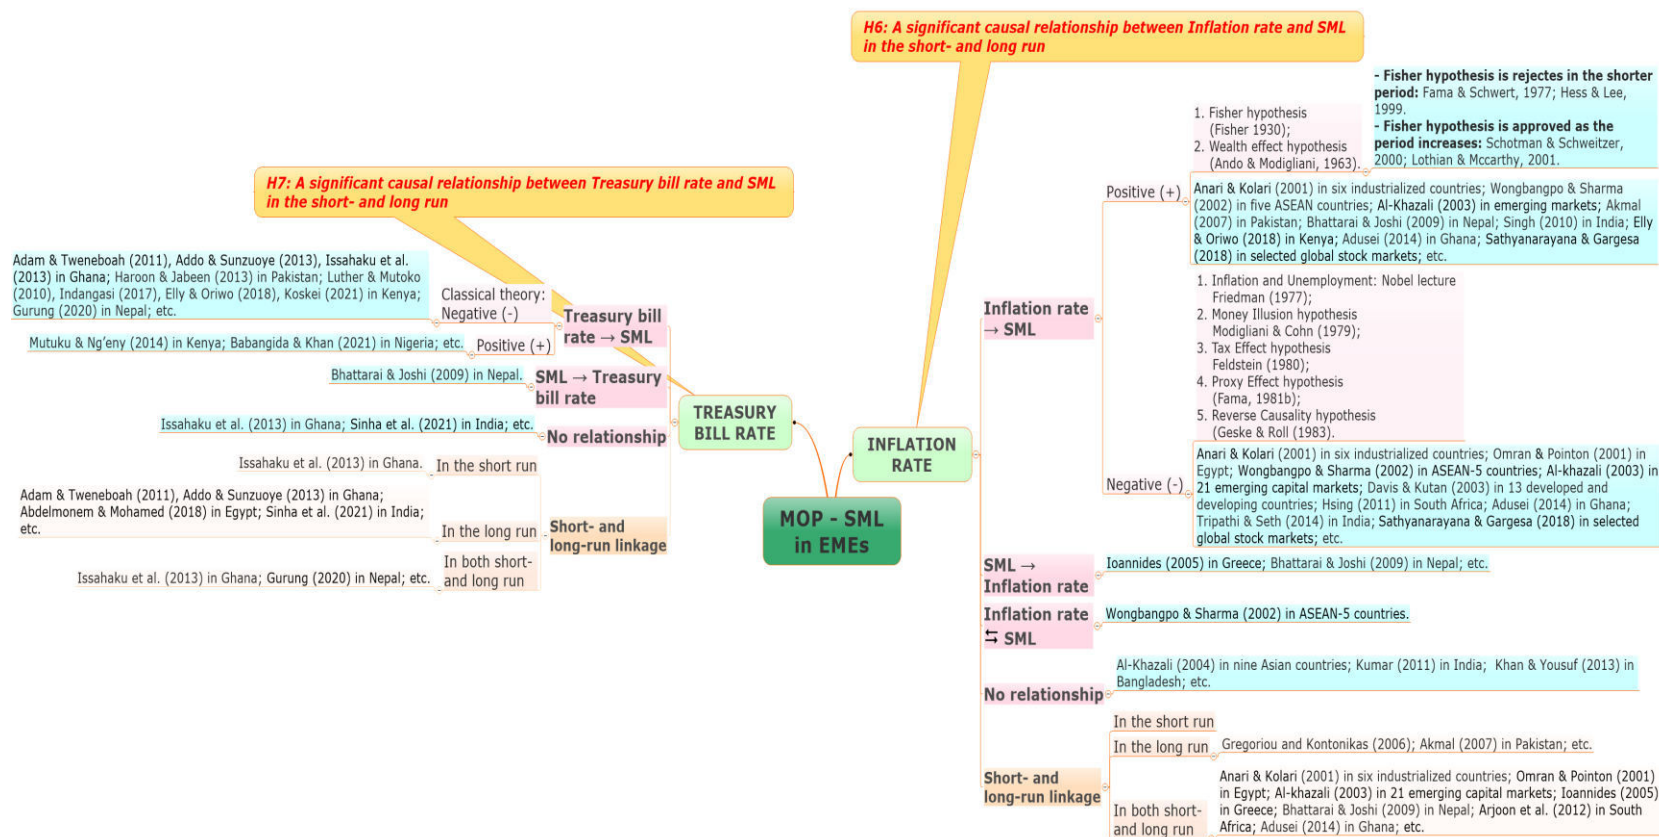 H6: A significant causal relationship between Inflation rate and SML
in the short- and long run
H7: A significant causal relationship between Treasury bill rate and SML
in the short- and long run
Adam & Tweneboah (2011), Addo & Sunzuoye (2013), Issahaku et al.
(2013) in Ghana; Haroon & Jabeen (2013) in Pakistan; Luther & Mutoko
(2010), Indangasi (2017), Elly & Oriwo (2018), Koskei (2021) in Kenya;
Gurung (2020) in Nepal; etc.
Classical theory:
Negative (-)
Mutuku & Ng'eny (2014) in Kenya; Babangida & Khan (2021) in Nigeria; etc.
Positive (+)
Treasury bill
rate → SML
Bhattarai & Joshi (2009) in Nepal.
SML → Treasury
bill rate
Issahaku et al. (2013) in Ghana; Sinha et al. (2021) in India; etc.
No relationship
Issahaku et al. (2013) in Ghana.
In the short run
Adam & Tweneboah (2011), Addo & Sunzuoye (2013) in Ghana;
Abdelmonem & Mohamed (2018) in Egypt; Sinha et al. (2021) in India;
etc.
In the long run
Issahaku et al. (2013) in Ghana; Gurung (2020) in Nepal; etc.
In both short-
and long run
Short- and
long-run linkage
TREASURY
BILL RATE
MOP - SML
in EMEs
INFLATION
RATE
Inflation rate
→ SML
Positive (+)
1. Fisher hypothesis
(Fisher 1930);
2. Wealth effect hypothesis
(Ando & Modigliani, 1963).
- Fisher hypothesis is rejectes in the shorter
period: Fama & Schwert, 1977; Hess & Lee,
1999.
- Fisher hypothesis is approved as the
period increases: Schotman & Schweitzer,
2000; Lothian & Mccarthy, 2001.
Anari & Kolari (2001) in six industrialized countries; Wongbangpo & Sharma
(2002) in five ASEAN countries; Al-Khazali (2003) in emerging markets; Akmal
(2007) in Pakistan; Bhattarai & Joshi (2009) in Nepal; Singh (2010) in India; Elly
& Oriwo (2018) in Kenya; Adusei (2014) in Ghana; Sathyanarayana & Gargesa
(2018) in selected global stock markets; etc.
Negative (-)
1. Inflation and Unemployment: Nobel lecture
Friedman (1977);
2. Money Illusion hypothesis
Modigliani & Cohn (1979);
3. Tax Effect hypothesis
Feldstein (1980);
4. Proxy Effect hypothesis
(Fama, 1981b);
5. Reverse Causality hypothesis
(Geske & Roll (1983).
Anari & Kolari (2001) in six industrialized countries; Omran & Pointon (2001) in
Egypt; Wongbangpo & Sharma (2002) in ASEAN-5 countries; Al-khazali (2003) in
21 emerging capital markets; Davis & Kutan (2003) in 13 developed and
developing countries; Hsing (2011) in South Africa; Adusei (2014) in Ghana;
Tripathi & Seth (2014) in India; Sathyanarayana & Gargesa (2018) in selected
global stock markets; etc.
SML →
Inflation rate
Ioannides (2005) in Greece; Bhattarai & Joshi (2009) in Nepal; etc.
Inflation rate
⇆ SML
Wongbangpo & Sharma (2002) in ASEAN-5 countries.
No relationship
Al-Khazali (2004) in nine Asian countries; Kumar (2011) in India; Khan & Yousuf (2013) in
Bangladesh; etc.
Short- and
long-run linkage
In the short run
In the long run
Gregoriou and Kontonikas (2006); Akmal (2007) in Pakistan; etc.
In both short-
and long run
Anari & Kolari (2001) in six industrialized countries; Omran & Pointon (2001)
in Egypt; Al-khazali (2003) in 21 emerging capital markets; Ioannides (2005)
in Greece; Bhattarai & Joshi (2009) in Nepal; Arjoon et al. (2012) in South
Africa; Adusei (2014) in Ghana; etc.